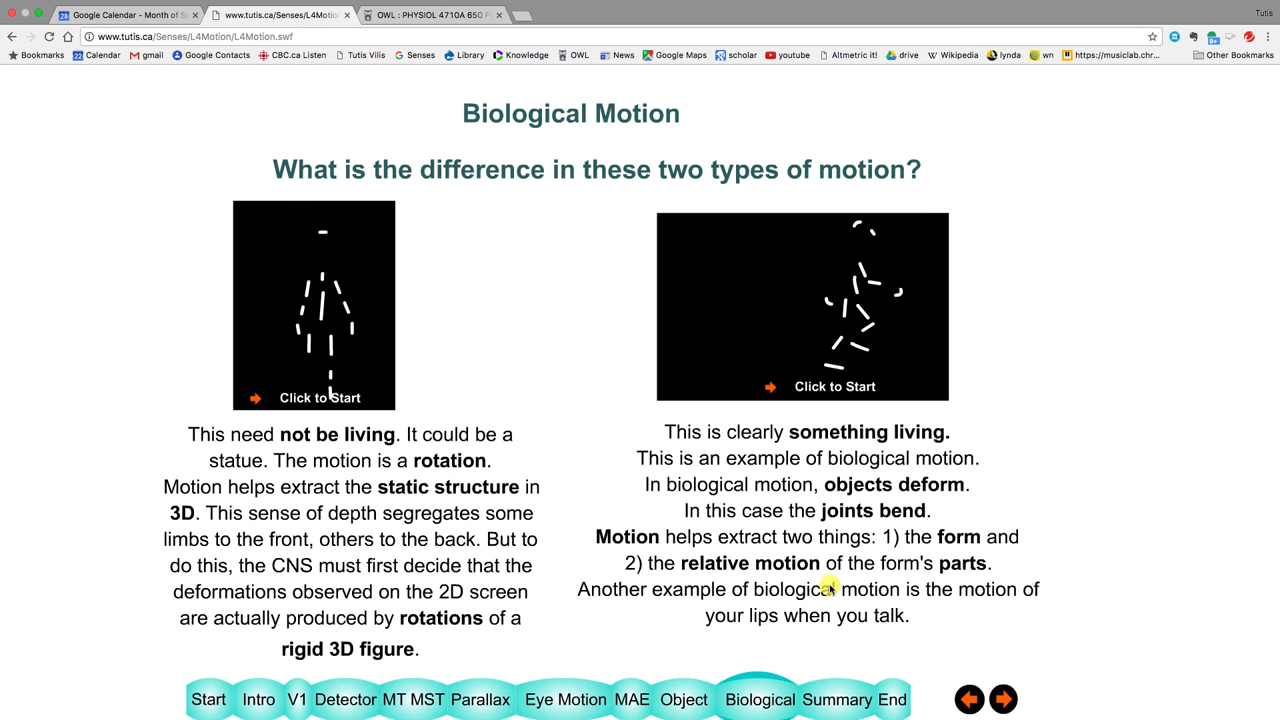 Google Calendar - Month of S
www.tutis.ca/Senses/L4Motio
OWL : PHYSIOL 4710A 650 F
Tutis
www.tutis.ca/Senses/L4Motion/L4Motion.swf
Bookmarks Calendar gmail Google Contacts CBC.ca Listen Tutis Vilis Senses Library Knowledge OWL News Google Maps scholar youtube Altmetric it! drive Wikipedia lynda wn https://musiclab.chr... Other Bookmarks
Biological Motion
What is the difference in these two types of motion?
Click to Start
This need not be living. It could be a
statue. The motion is a rotation.
Motion helps extract the static structure in
3D. This sense of depth segregates some
limbs to the front, others to the back. But to
do this, the CNS must first decide that the
deformations observed on the 2D screen
are actually produced by rotations of a
rigid 3D figure.
Click to Start
This is clearly something living.
This is an example of biological motion.
In biological motion, objects deform.
In this case the joints bend.
Motion helps extract two things: 1) the form and
2) the relative motion of the form's parts.
Another example of biological motion is the motion of
your lips when you talk.
Start Intro V1 Detector MT MST Parallax Eye Motion MAE Object Biological Summary End